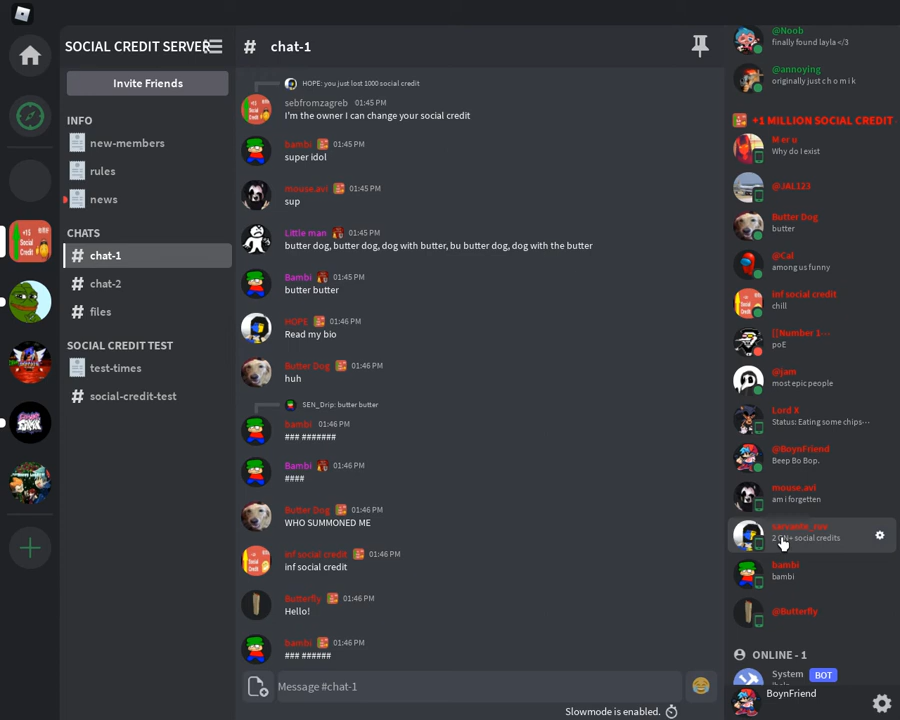 SOCIAL CREDIT SERVER
Invite Friends
INFO
new-members
rules
news
CHATS
# chat-1
# chat-2
# files
SOCIAL CREDIT TEST
test-times
# social-credit-test
# chat-1
HOPE: you just lost 1000 social credit
sebfromzagreb 01:45 PM
I'm the owner I can change your social credit
bambi 01:45 PM
super idol
mouse.avi 01:45 PM
sup
Little man 01:45 PM
butter dog, butter dog, dog with butter, bu butter dog, dog with the butter
Bambi 01:45 PM
butter butter
HOPE 01:46 PM
Read my bio
Butter Dog 01:46 PM
huh
SEN_Drip: butter butter
bambi 01:46 PM
### #######
Bambi 01:46 PM
####
Butter Dog 01:46 PM
WHO SUMMONED ME
inf social credit 01:46 PM
inf social credit
Butterfly 01:46 PM
Hello!
bambi 01:46 PM
### ######
Message #chat-1
Slowmode is enabled.
@Noob
finally found layla </3
@annoying
originally just c h o m i k
+1 MILLION SOCIAL CREDIT
M e r u
Why do I exist
@JAL123
Butter Dog
butter
@Cal
among us funny
inf social credit
chill
[[Number 1---
poE
@jam
most epic people
Lord X
Status: Eating some chips---
@BoynFriend
Beep Bo Bop.
mouse.avi
am i forgetten
social credits
bambi
bambi
@Butterfly
ONLINE - 1
System BOT
BoynFriend